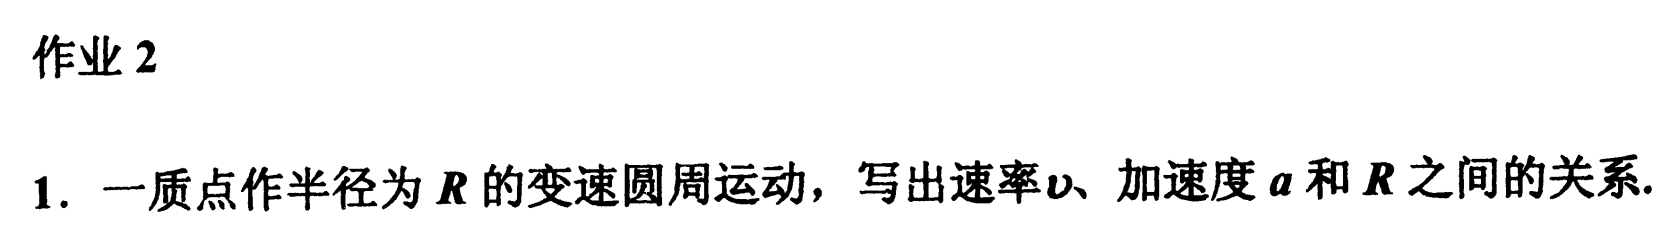 作业 2
1. 一质点作半径为 R 的变速圆周运动，写出速率υ、加速度 a 和 R 之间的关系.